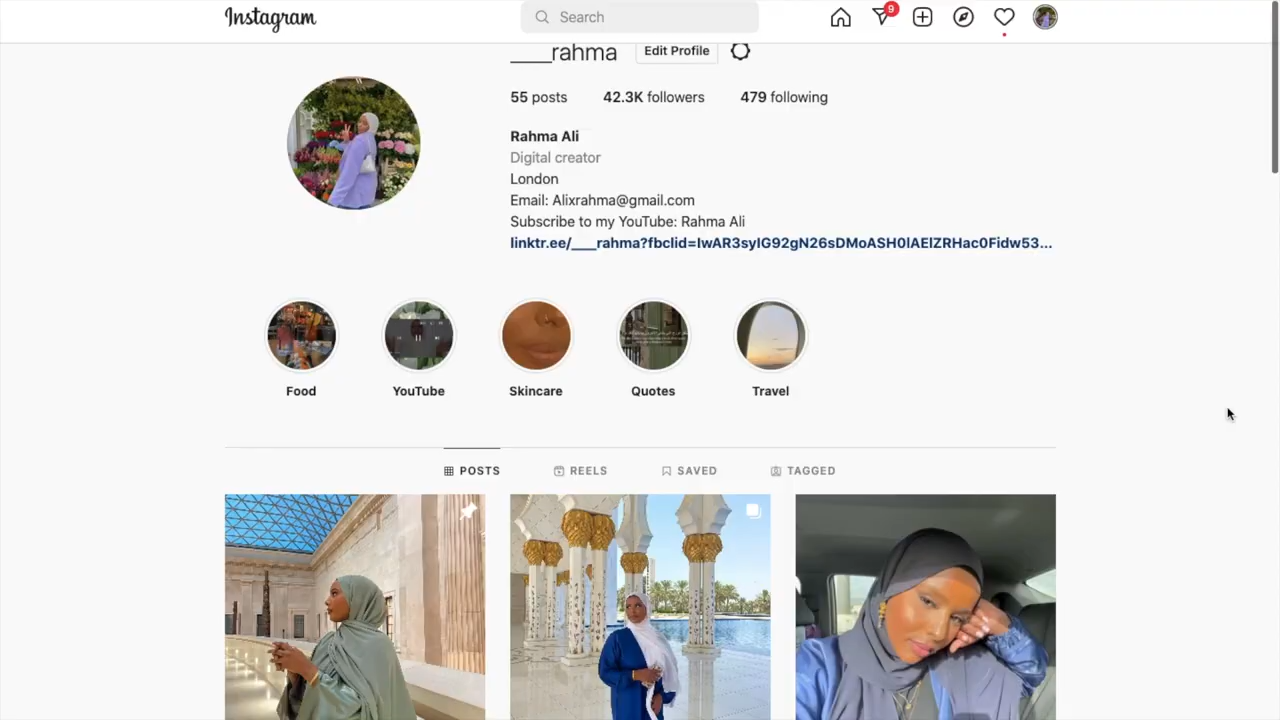 Instagram
Search
9
____rahma
Edit Profile
55 posts
42.3K followers
479 following
Rahma Ali
Digital creator
London
Email: Alixrahma@gmail.com
Subscribe to my YouTube: Rahma Ali
linktr.ee/____rahma?fbclid=IwAR3syIG92gN26sDMoASH0lAEIZRHac0Fidw53...
Food
YouTube
Skincare
Quotes
Travel
POSTS
REELS
SAVED
TAGGED